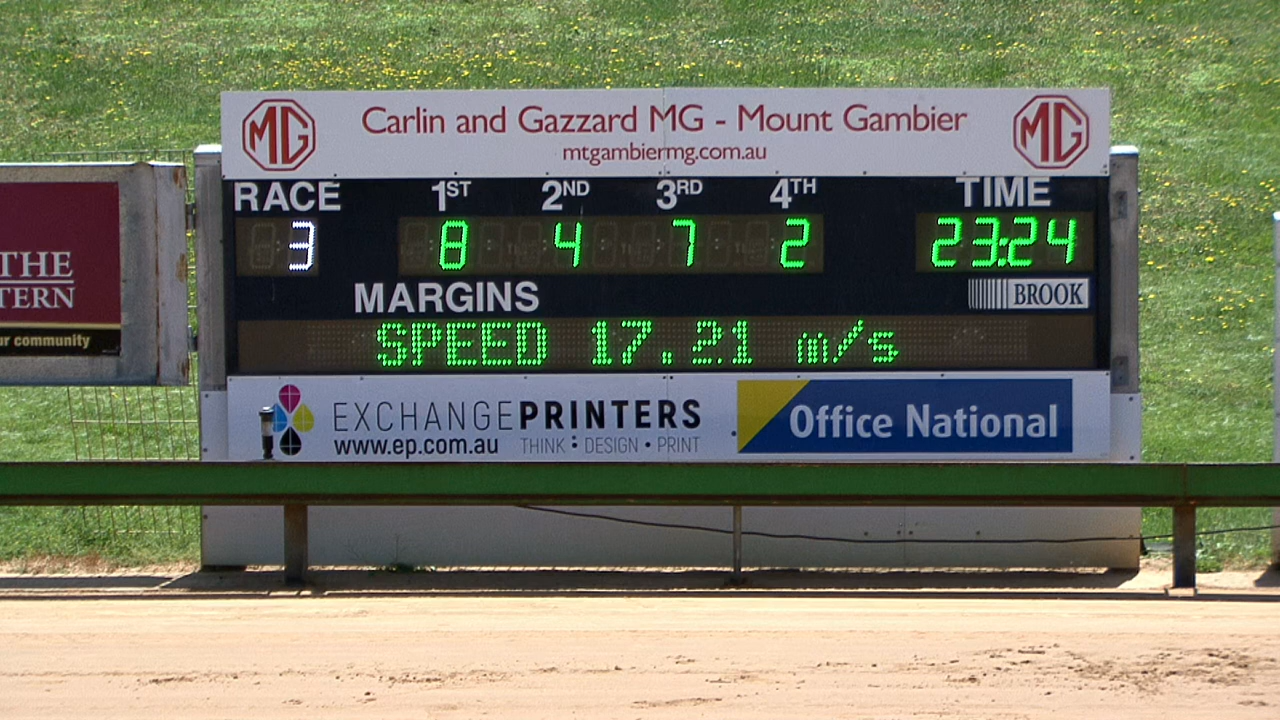 MG Carlin and Gazzard MG - Mount Gambier MG
mtgambiermg.com.au
RACE 1ST 2ND 3RD 4TH TIME
3 8 4 7 2 23:24
MARGINS BROOK
SPEED 17.21 m/s
EXCHANGEPRINTERS
www.ep.com.au THINK : DESIGN • PRINT
Office National
THE
TERN
ur community